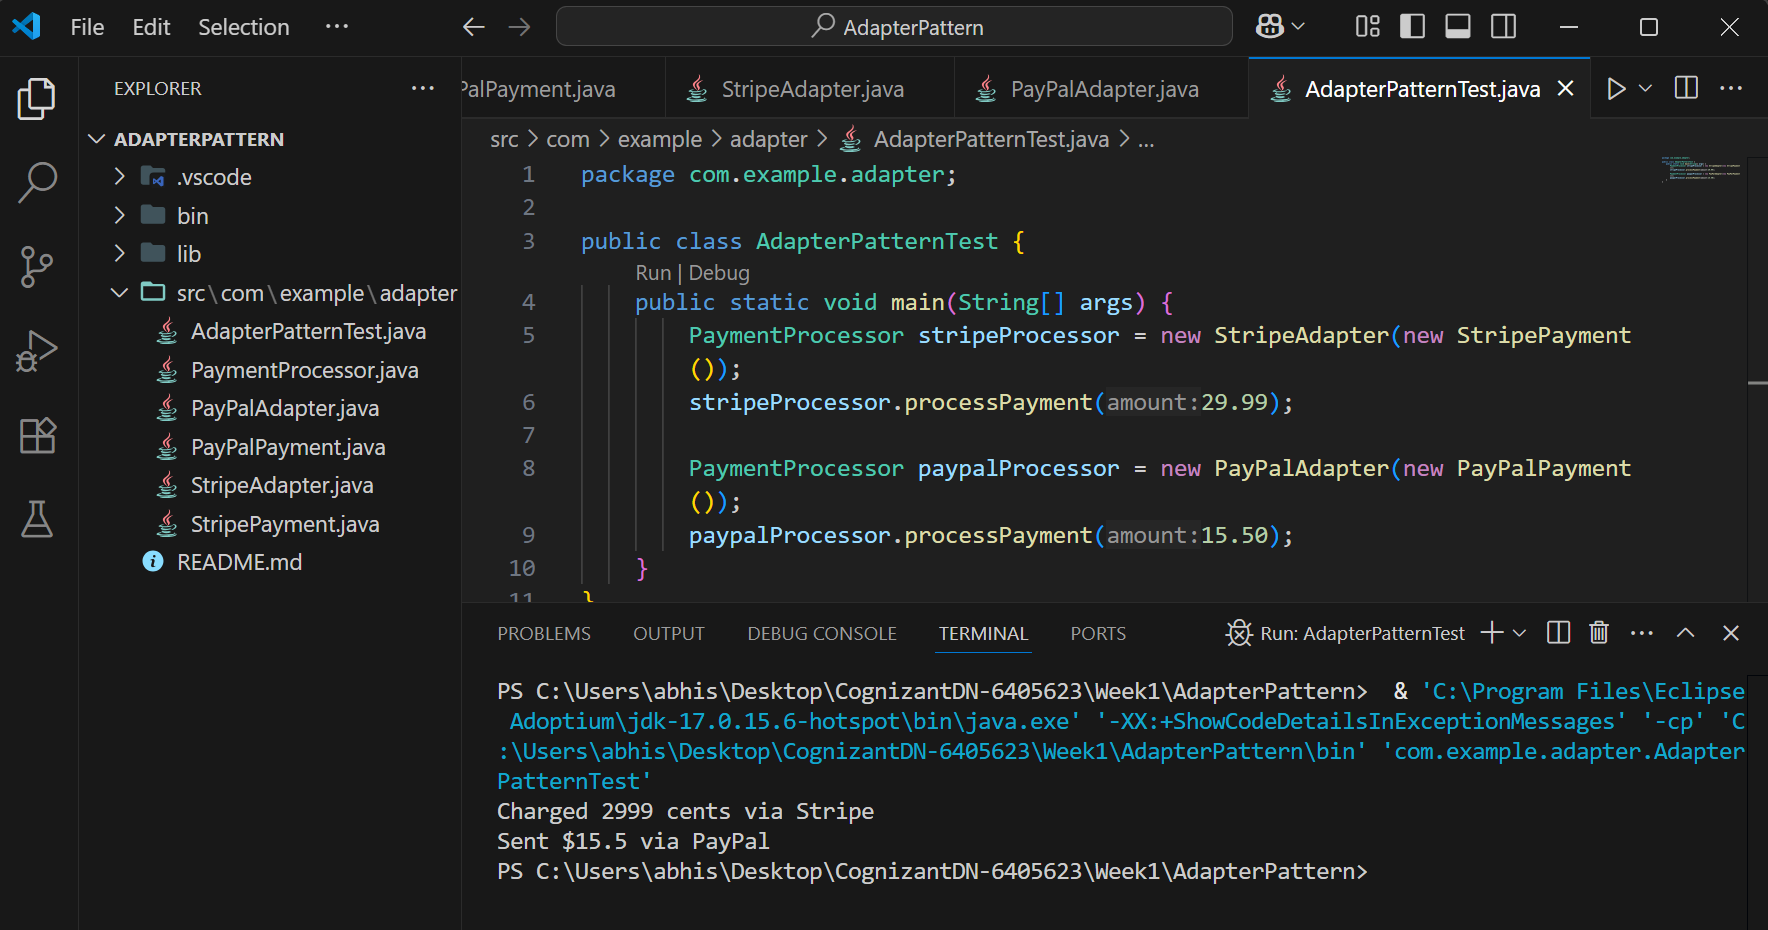 File Edit Selection ···
AdapterPattern
EXPLORER ···
ADAPTERPATTERN
.vscode
bin
lib
src\com\example\adapter
AdapterPatternTest.java
PaymentProcessor.java
PayPalAdapter.java
PayPalPayment.java
StripeAdapter.java
StripePayment.java
README.md
PalPayment.java StripeAdapter.java PayPalAdapter.java AdapterPatternTest.java
src > com > example > adapter > AdapterPatternTest.java > ...
1 package com.example.adapter;
2
3 public class AdapterPatternTest {
Run | Debug
4 public static void main(String[] args) {
5 PaymentProcessor stripeProcessor = new StripeAdapter(new StripePayment
());
6 stripeProcessor.processPayment(amount:29.99);
7
8 PaymentProcessor paypalProcessor = new PayPalAdapter(new PayPalPayment
());
9 paypalProcessor.processPayment(amount:15.50);
10 }
11 }
PROBLEMS OUTPUT DEBUG CONSOLE TERMINAL PORTS Run: AdapterPatternTest
PS C:\Users\abhis\Desktop\CognizantDN-6405623\Week1\AdapterPattern>  & 'C:\Program Files\Eclipse
Adoptium\jdk-17.0.15.6-hotspot\bin\java.exe' '-XX:+ShowCodeDetailsInExceptionMessages' '-cp' 'C
:\Users\abhis\Desktop\CognizantDN-6405623\Week1\AdapterPattern\bin' 'com.example.adapter.Adapter
PatternTest'
Charged 2999 cents via Stripe
Sent $15.5 via PayPal
PS C:\Users\abhis\Desktop\CognizantDN-6405623\Week1\AdapterPattern>